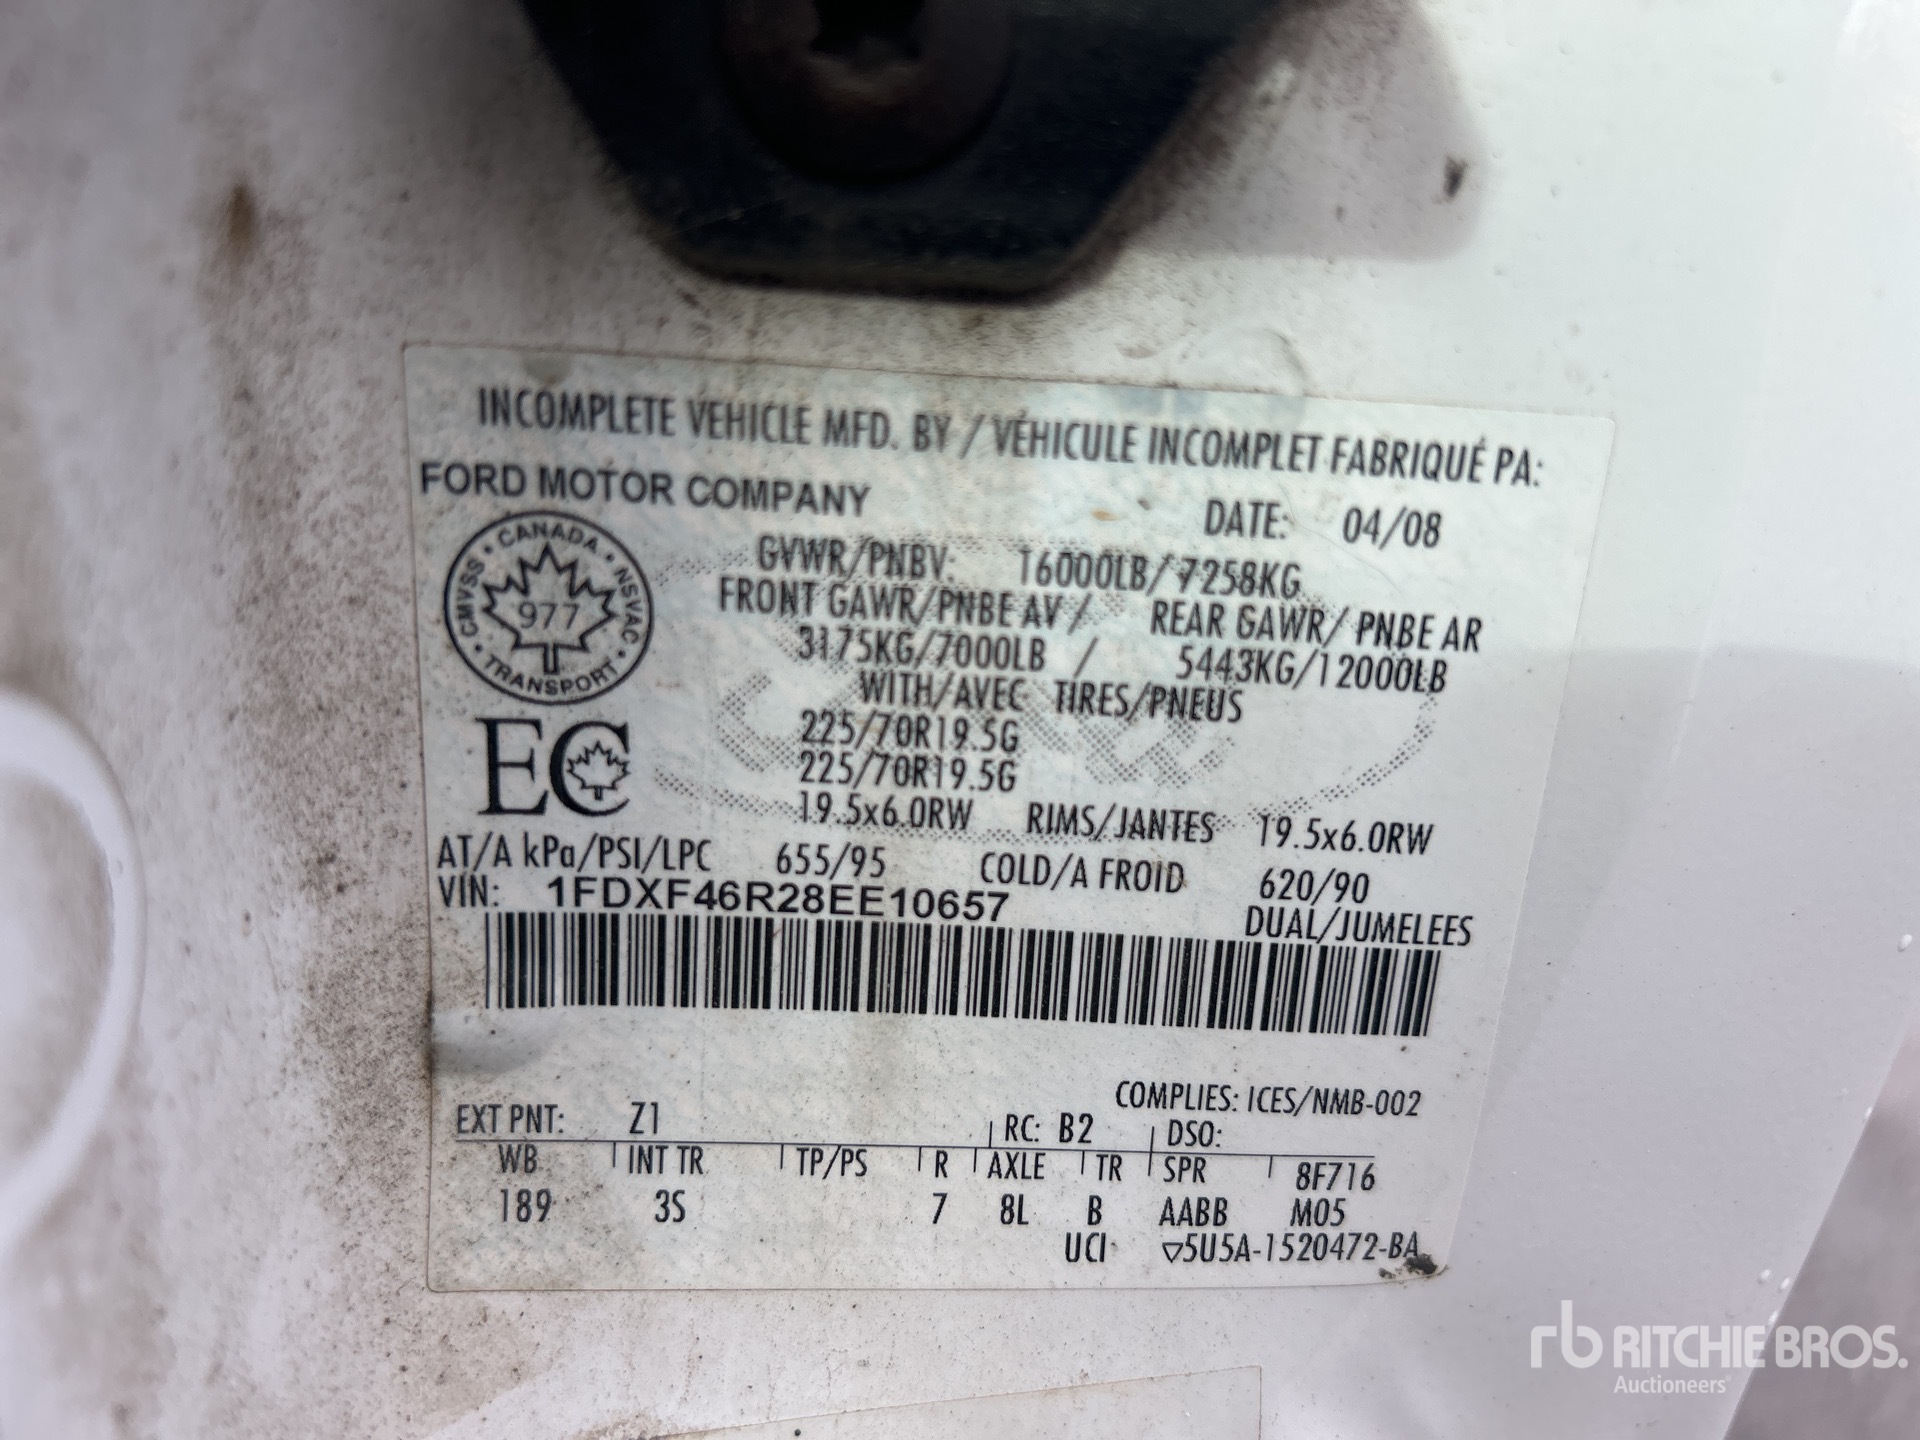 INCOMPLETE VEHICLE MFD. BY / VÉHICULE INCOMPLET FABRIQUÉ PA:
FORD MOTOR COMPANY
DATE: 04/08
CANADA
CMVSS • NSVAC
977
TRANSPORT
GVWR/PNBV: 16000LB/7258KG
FRONT GAWR/PNBE AV / REAR GAWR/ PNBE AR
3175KG/7000LB / 5443KG/12000LB
WITH/AVEC TIRES/PNEUS
EC
225/70R19.5G
225/70R19.5G
19.5x6.0RW RIMS/JANTES 19.5x6.0RW
AT/A kPa/PSI/LPC 655/95 COLD/A FROID 620/90
VIN: 1FDXF46R28EE10657
DUAL/JUMELEES
COMPLIES: ICES/NMB-002
EXT PNT: Z1 RC: B2 DSO:
WB INT TR TP/PS R AXLE TR SPR 8F716
189 3S 7 8L B AABB M05
UCI ▽5U5A-1520472-BA
rb RITCHIE BROS.
Auctioneers